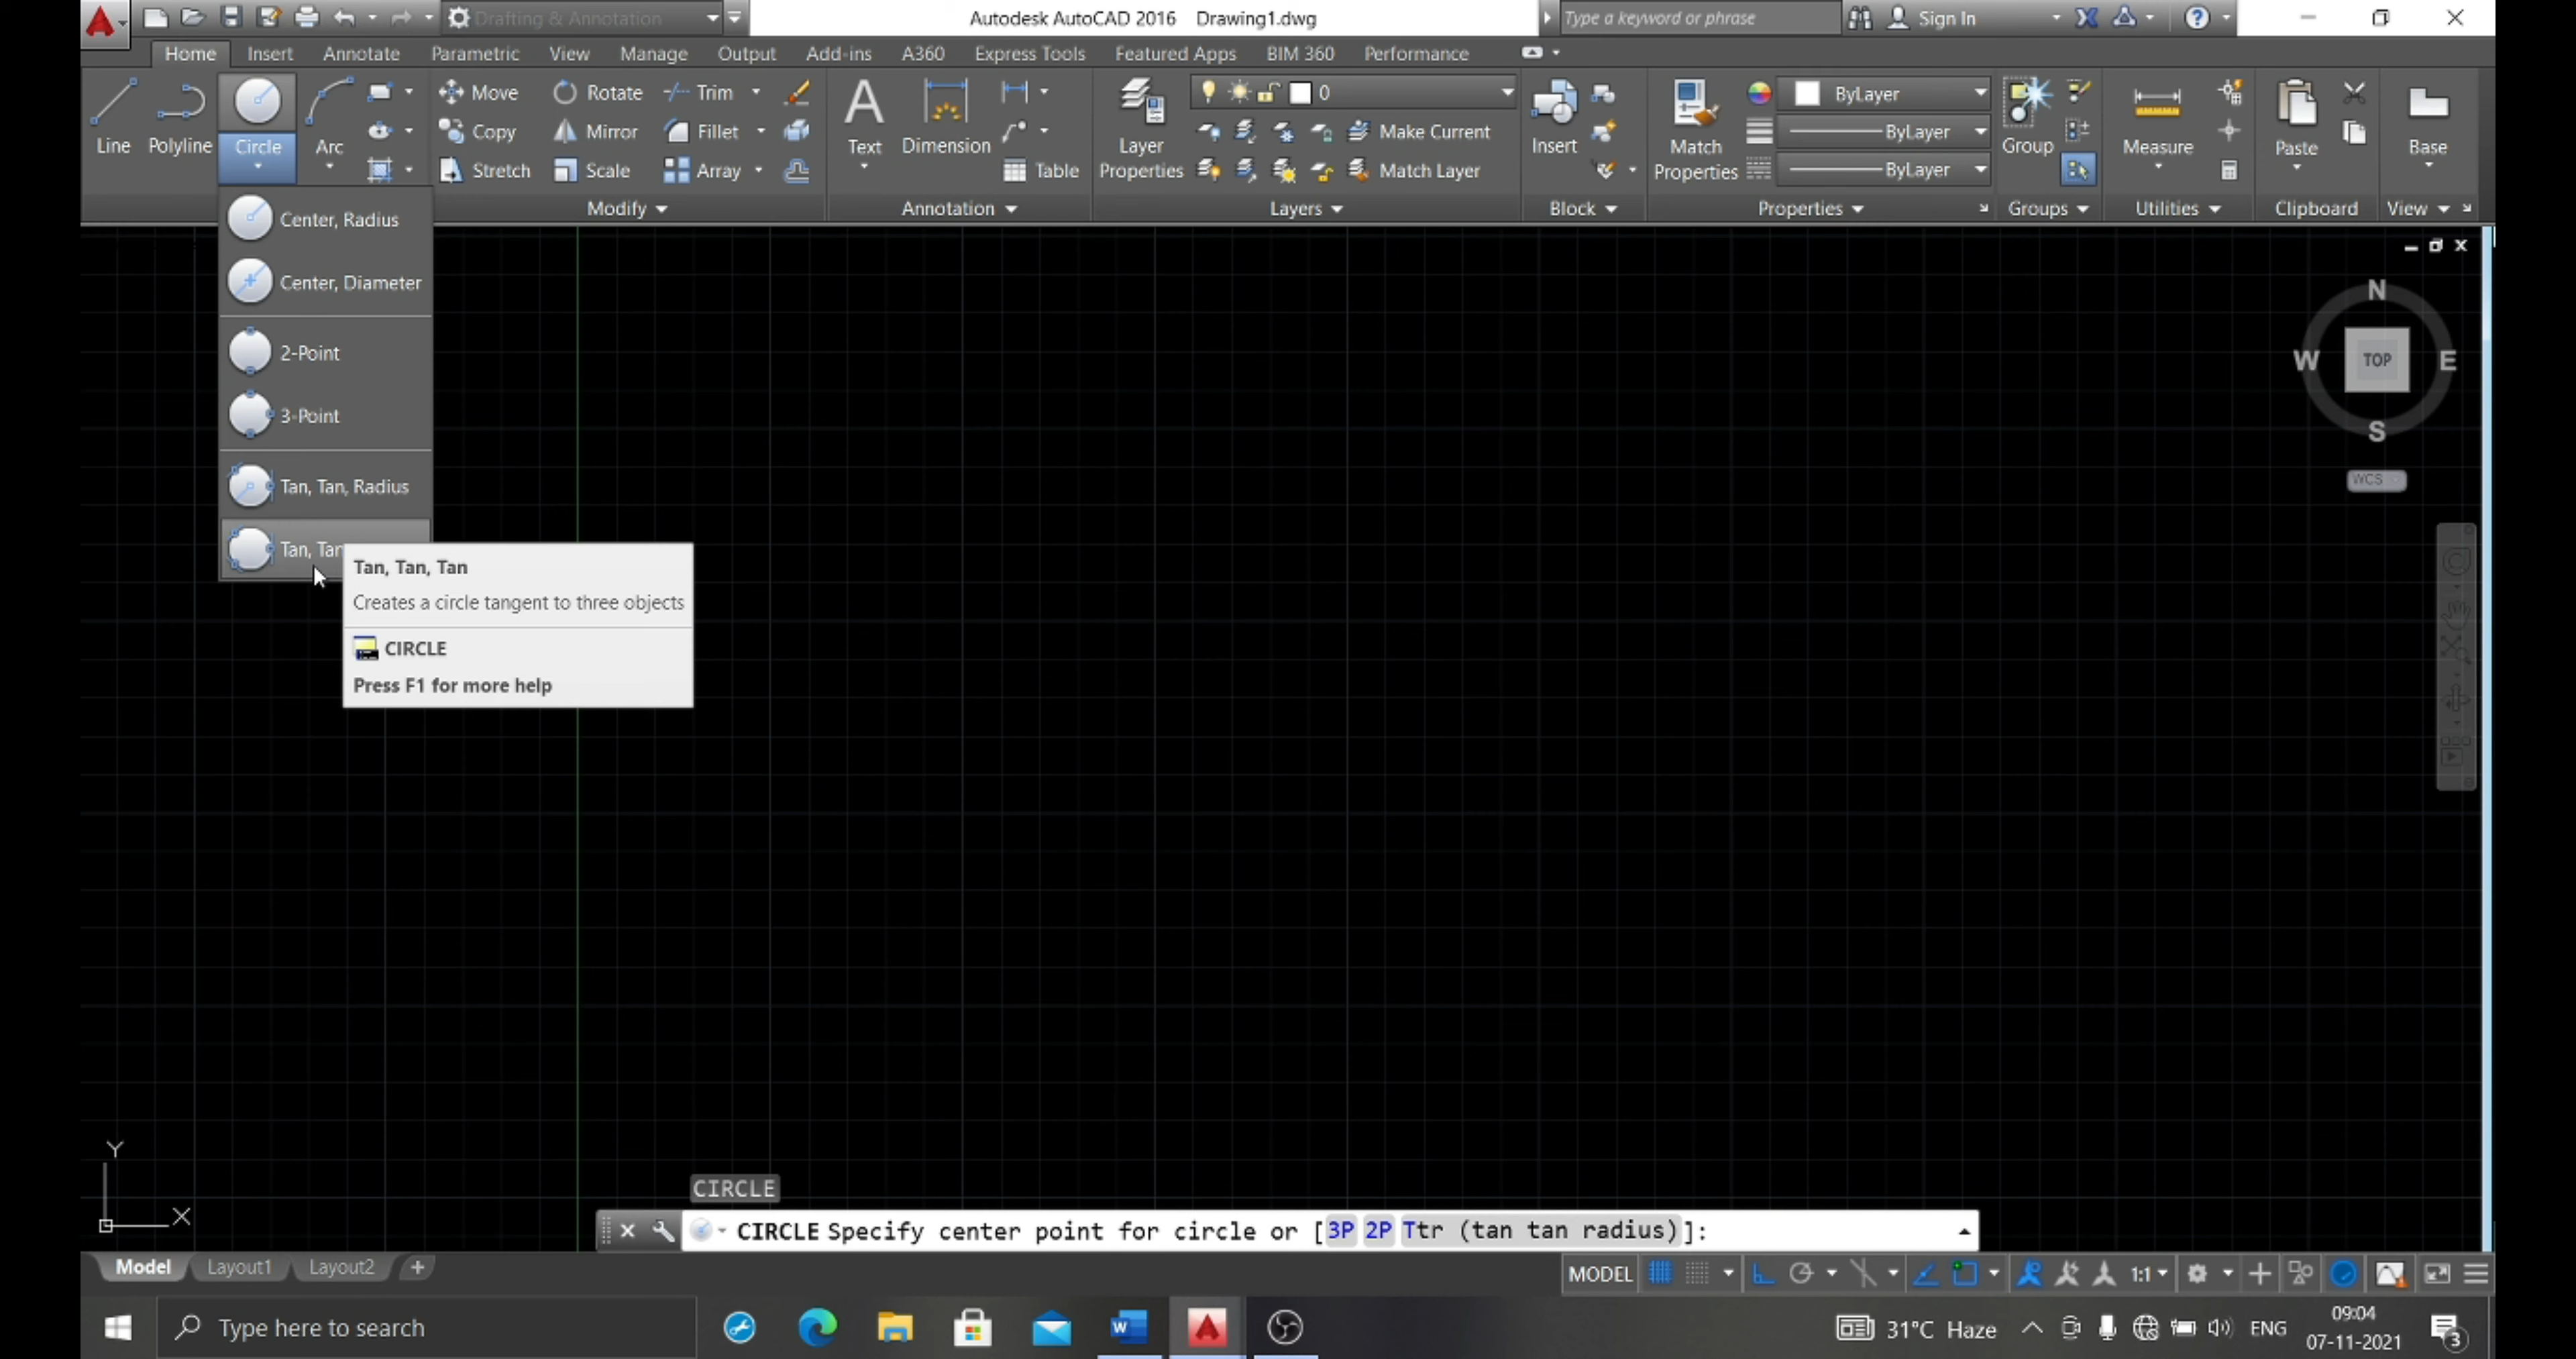 Drafting & Annotation
Autodesk AutoCAD 2016 Drawing1.dwg
Type a keyword or phrase
Sign In
Home Insert Annotate Parametric View Manage Output Add-ins A360 Express Tools Featured Apps BIM 360 Performance
Line
Polyline
Circle
Arc
Move
Rotate
Trim
Copy
Mirror
Fillet
Stretch
Scale
Array
Modify
Text
Dimension
Table
Annotation
Layer
Properties
0
Make Current
Match Layer
Layers
Insert
Block
Match
Properties
ByLayer
ByLayer
ByLayer
Properties
Group
Groups
Measure
Utilities
Paste
Clipboard
Base
View
Center, Radius
Center, Diameter
2-Point
3-Point
Tan, Tan, Radius
Tan, Tan
Tan, Tan, Tan
Creates a circle tangent to three objects
CIRCLE
Press F1 for more help
N
W
TOP
E
S
WCS
Y
X
CIRCLE
CIRCLE Specify center point for circle or [3P 2P Ttr (tan tan radius)]:
Model Layout1 Layout2 +
MODEL
1:1
Type here to search
31°C Haze
ENG
09:04
07-11-2021
3